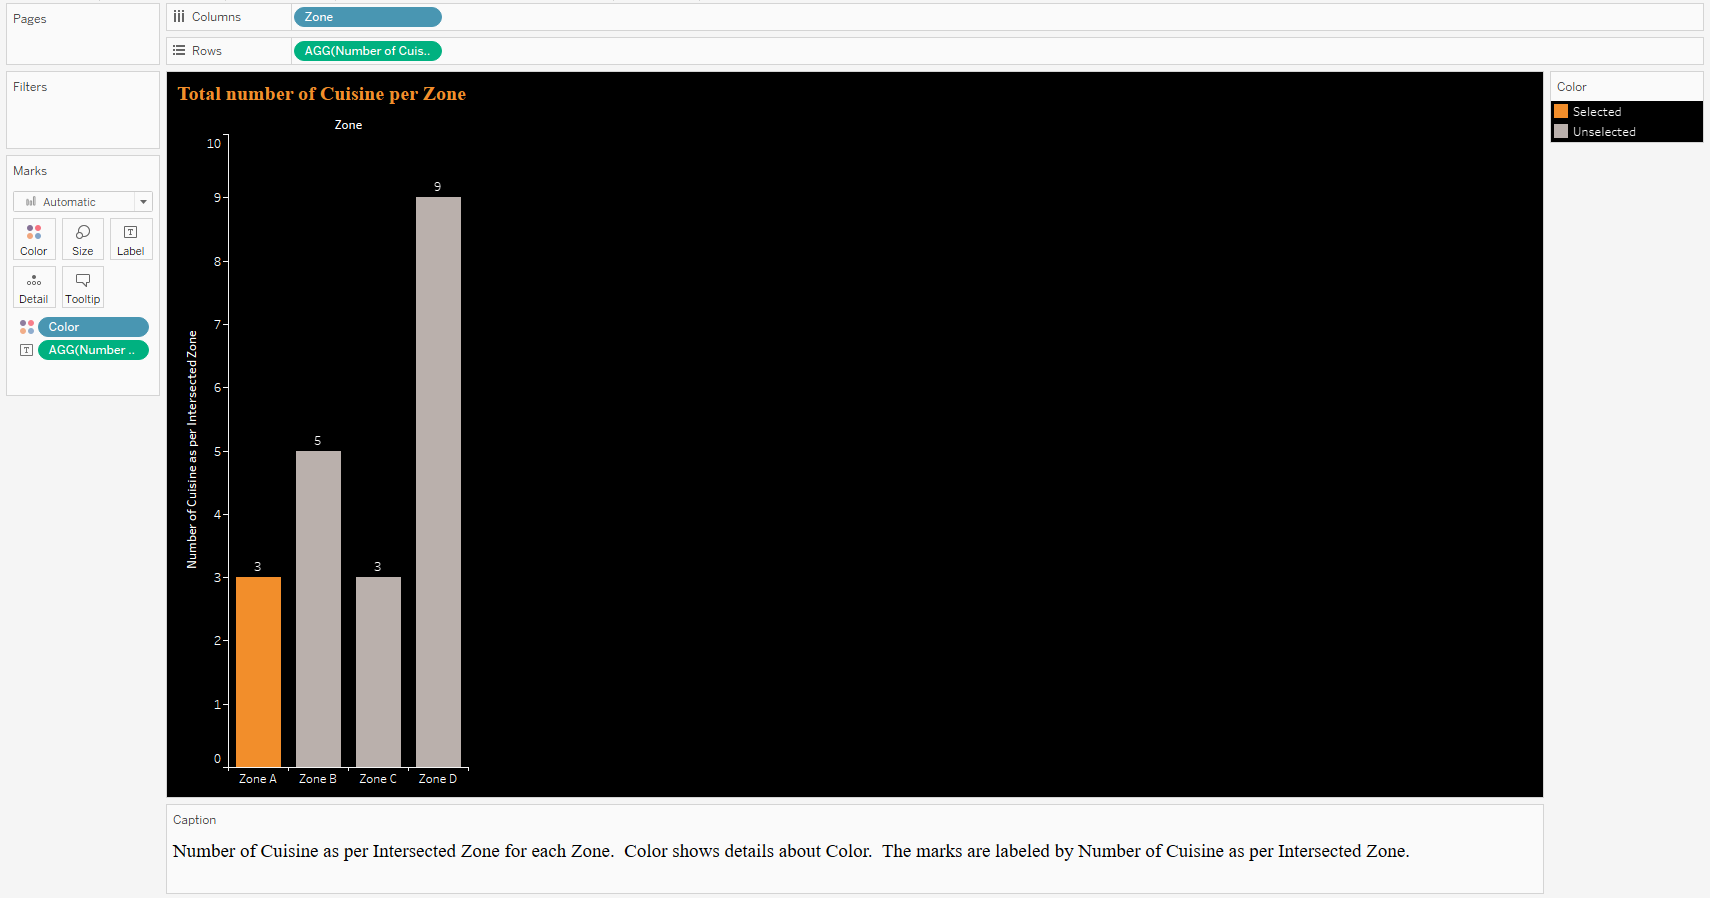 Pages
Columns
Zone
Rows
AGG(Number of Cuis..
Filters
Marks
Automatic
Color
Size
Label
Detail
Tooltip
Color
AGG(Number ..
Total number of Cuisine per Zone
Zone
Number of Cuisine as per Intersected Zone
10
9
8
7
6
5
4
3
2
1
0
3
5
3
9
Zone A
Zone B
Zone C
Zone D
Color
Selected
Unselected
Caption
Number of Cuisine as per Intersected Zone for each Zone.  Color shows details about Color.  The marks are labeled by Number of Cuisine as per Intersected Zone.